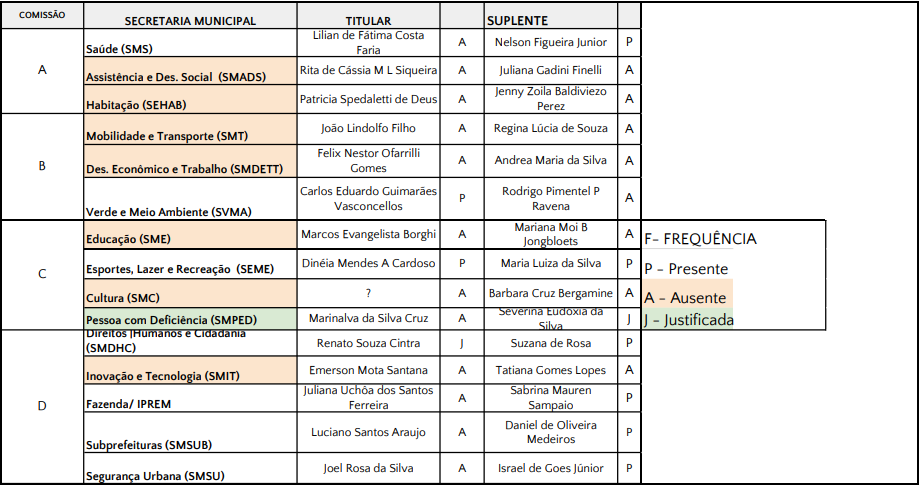 COMISSÃO SECRETARIA MUNICIPAL TITULAR SUPLENTE
A
Saúde (SMS) Lilian de Fátima Costa Faria A Nelson Figueira Junior P
Assistência e Des. Social (SMADS) Rita de Cássia M L Siqueira A Juliana Gadini Finelli A
Habitação (SEHAB) Patricia Spedaletti de Deus A Jenny Zoila Baldiviezo Perez A
B
Mobilidade e Transporte (SMT) João Lindolfo Filho A Regina Lúcia de Souza A
Des. Econômico e Trabalho (SMDETT) Felix Nestor Ofarrilli Gomes A Andrea Maria da Silva A
Verde e Meio Ambiente (SVMA) Carlos Eduardo Guimarães Vasconcellos P Rodrigo Pimentel P Ravena A
C
Educação (SME) Marcos Evangelista Borghi A Mariana Moi B Jongbloets A
Esportes, Lazer e Recreação (SEME) Dinéia Mendes A Cardoso P Maria Luiza da Silva P
Cultura (SMC) ? A Barbara Cruz Bergamine A
Pessoa com Deficiência (SMPED) Marinalva da Silva Cruz A Severina Eudoxia da Silva J
D
Direitos |Humanos e Cidadania (SMDHC) Renato Souza Cintra J Suzana de Rosa P
Inovação e Tecnologia (SMIT) Emerson Mota Santana A Tatiana Gomes Lopes A
Fazenda/ IPREM Juliana Uchôa dos Santos Ferreira A Sabrina Mauren Sampaio P
Subprefeituras (SMSUB) Luciano Santos Araujo A Daniel de Oliveira Medeiros P
Segurança Urbana (SMSU) Joel Rosa da Silva A Israel de Goes Júnior P
F– FREQUÊNCIA
P – Presente
A – Ausente
J – Justificada